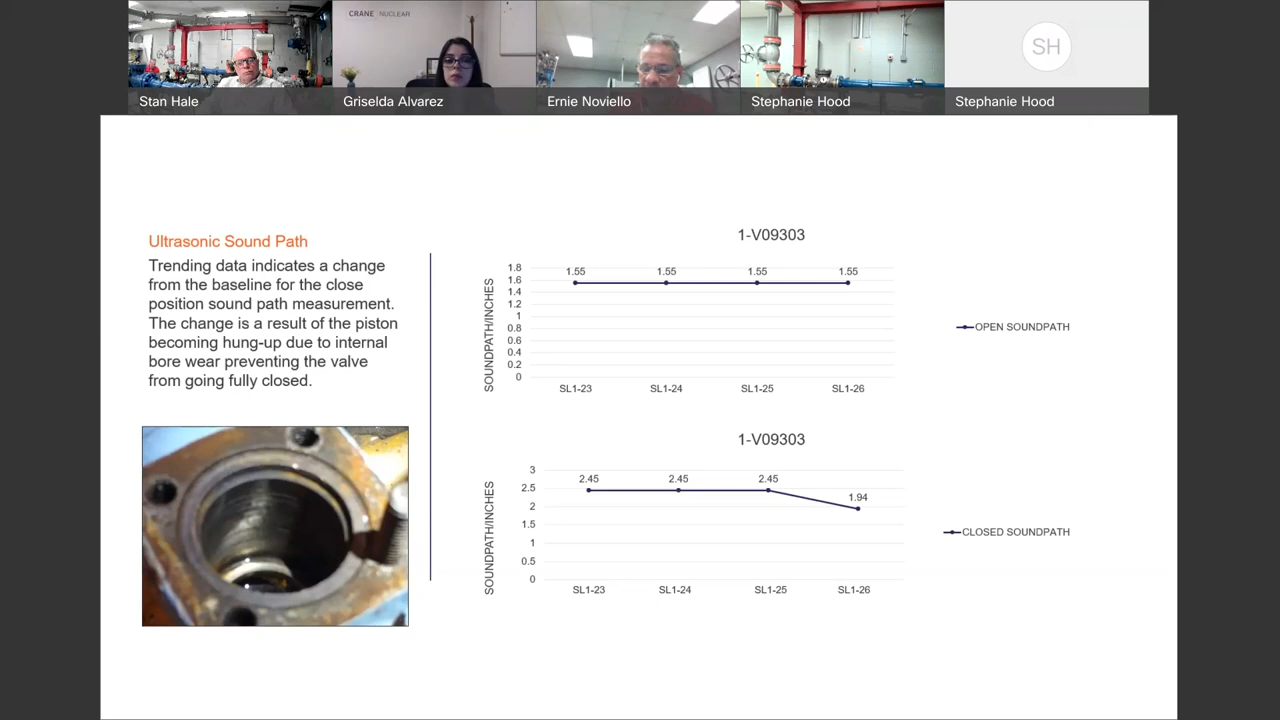 CRANE NUCLEAR
SH
Stan Hale
Griselda Alvarez
Ernie Noviello
Stephanie Hood
Stephanie Hood
Ultrasonic Sound Path
Trending data indicates a change
from the baseline for the close
position sound path measurement.
The change is a result of the piston
becoming hung-up due to internal
bore wear preventing the valve
from going fully closed.
1-V09303
SOUNDPATH/INCHES
1.8
1.6
1.4
1.2
1
0.8
0.6
0.4
0.2
0
1.55
1.55
1.55
1.55
SL1-23
SL1-24
SL1-25
SL1-26
OPEN SOUNDPATH
1-V09303
SOUNDPATH/INCHES
3
2.5
2
1.5
1
0.5
0
2.45
2.45
2.45
1.94
SL1-23
SL1-24
SL1-25
SL1-26
CLOSED SOUNDPATH